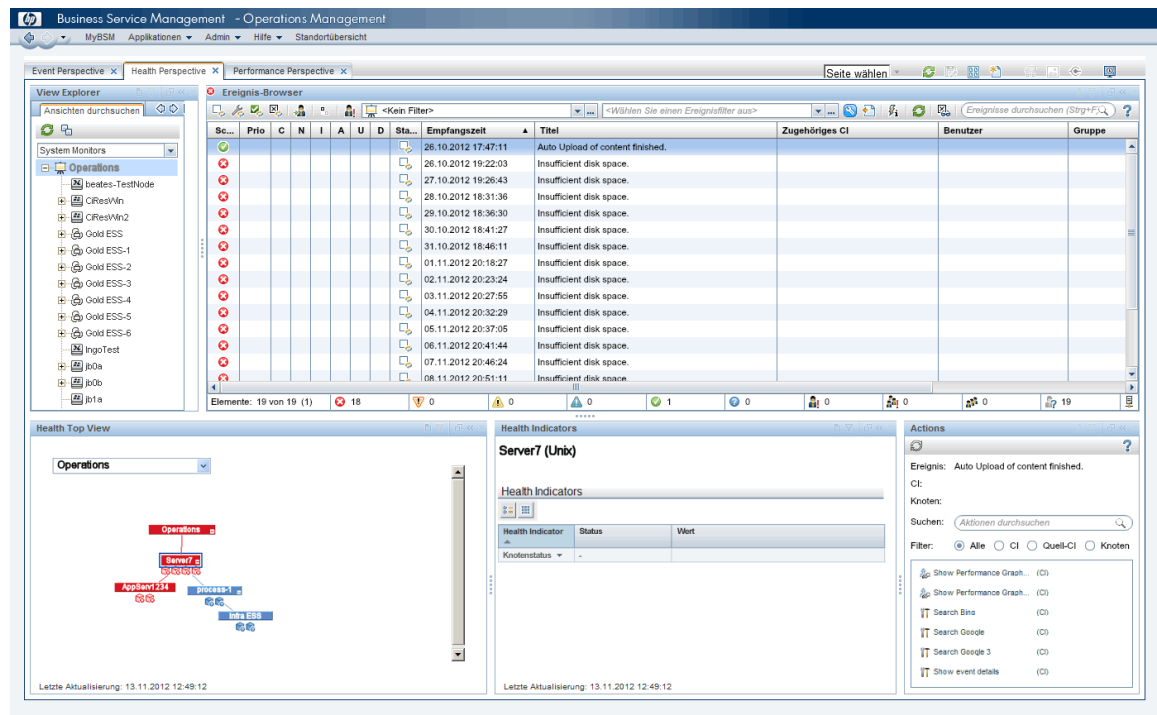 hp Business Service Management - Operations Management
MyBSM Applikationen Admin Hilfe Standortübersicht
Event Perspective Health Perspective Performance Perspective Seite wählen
View Explorer
Ansichten durchsuchen
System Monitors
Operations
beates-TestNode
CiResWin
CiResWin2
Gold ESS
Gold ESS-1
Gold ESS-2
Gold ESS-3
Gold ESS-4
Gold ESS-5
Gold ESS-6
IngoTest
jb0a
jb0b
jb1a
Ereignis-Browser
<Kein Filter> ... <Wählen Sie einen Ereignisfilter aus> ... (Ereignisse durchsuchen (Strg+F) ?
Sc... Prio C N I A U D Sta... Empfangszeit Titel Zugehöriges CI Benutzer Gruppe
26.10.2012 17:47:11 Auto Upload of content finished.
26.10.2012 19:22:03 Insufficient disk space.
27.10.2012 19:26:43 Insufficient disk space.
28.10.2012 18:31:36 Insufficient disk space.
29.10.2012 18:36:30 Insufficient disk space.
30.10.2012 18:41:27 Insufficient disk space.
31.10.2012 18:46:11 Insufficient disk space.
01.11.2012 20:18:27 Insufficient disk space.
02.11.2012 20:23:24 Insufficient disk space.
03.11.2012 20:27:55 Insufficient disk space.
04.11.2012 20:32:29 Insufficient disk space.
05.11.2012 20:37:05 Insufficient disk space.
06.11.2012 20:41:44 Insufficient disk space.
07.11.2012 20:46:24 Insufficient disk space.
08.11.2012 20:51:11 Insufficient disk space.
Elemente: 19 von 19 (1) 18 0 0 0 1 0 0 0 0 19
Health Top View
Operations
Operations
Server7
AppServ1234 process-1
Infra ESS
Letzte Aktualisierung: 13.11.2012 12:49:12
Health Indicators
Server7 (Unix)
Health Indicators
Health Indicator Status Wert
Knotenstatus -
Letzte Aktualisierung: 13.11.2012 12:49:12
Actions
?
Ereignis: Auto Upload of content finished.
CI:
Knoten:
Suchen: Aktionen durchsuchen
Filter: Alle CI Quell-CI Knoten
Show Performance Graph... (CI)
Show Performance Graph... (CI)
Search Bing (CI)
Search Google (CI)
Search Google 3 (CI)
Show event details (CI)